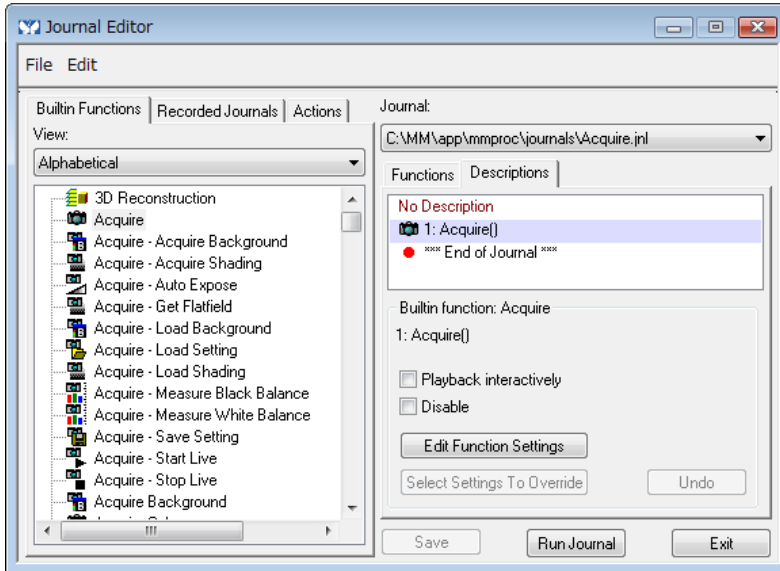 Journal Editor
File Edit
Builtin Functions Recorded Journals Actions
View:
Alphabetical
3D Reconstruction
Acquire
Acquire - Acquire Background
Acquire - Acquire Shading
Acquire - Auto Expose
Acquire - Get Flatfield
Acquire - Load Background
Acquire - Load Setting
Acquire - Load Shading
Acquire - Measure Black Balance
Acquire - Measure White Balance
Acquire - Save Setting
Acquire - Start Live
Acquire - Stop Live
Acquire Background
Journal:
C:\MM\app\mmproc\journals\Acquire.jnl
Functions Descriptions
No Description
1: Acquire()
*** End of Journal ***
Builtin function: Acquire
1: Acquire()
Playback interactively
Disable
Edit Function Settings
Select Settings To Override Undo
Save Run Journal Exit